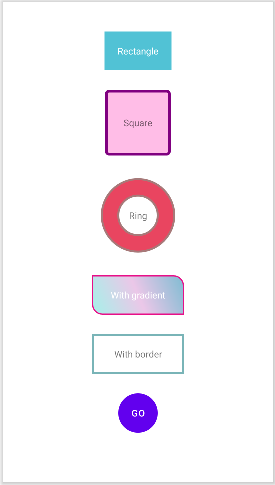 Rectangle
Square
Ring
With gradient
With border
GO